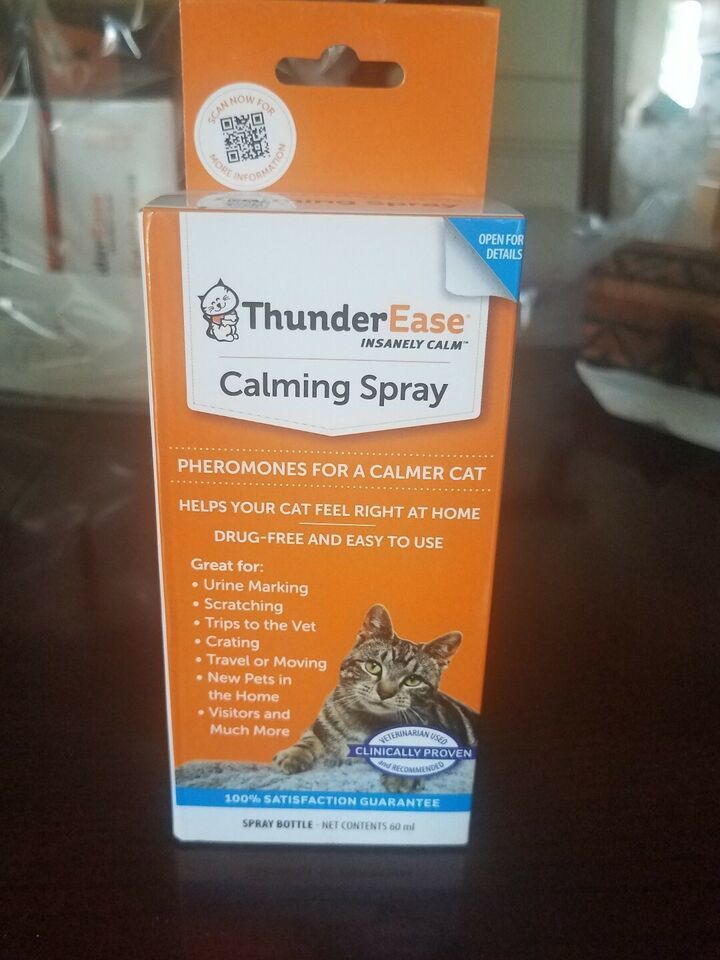 SCAN NOW FOR
MORE INFORMATION
Calming Spray
OPEN FOR
DETAILS
ThunderEase
INSANELY CALM™
Calming Spray
PHEROMONES FOR A CALMER CAT
HELPS YOUR CAT FEEL RIGHT AT HOME
DRUG-FREE AND EASY TO USE
Great for:
• Urine Marking
• Scratching
• Trips to the Vet
• Crating
• Travel or Moving
• New Pets in
the Home
• Visitors and
Much More
VETERINARIAN USED
CLINICALLY PROVEN
and RECOMMENDED
100% SATISFACTION GUARANTEE
SPRAY BOTTLE - NET CONTENTS 60 ml